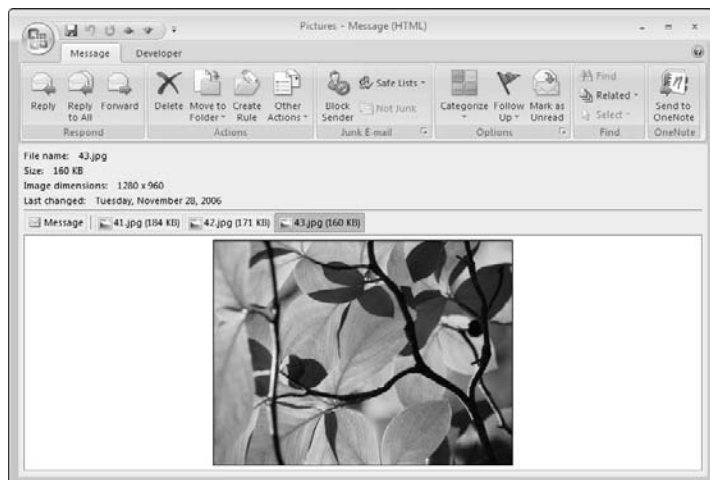 Pictures - Message (HTML)
Message Developer
Reply Reply to All Forward
Respond
Delete Move to Folder Create Rule Other Actions
Actions
Block Sender Safe Lists Not Junk
Junk E-mail
Categorize Follow Up Mark as Unread
Options
Find Related Select
Find
Send to OneNote
OneNote
File name: 43.jpg
Size: 160 KB
Image dimensions: 1280 x 960
Last changed: Tuesday, November 28, 2006
Message 41.jpg (184 KB) 42.jpg (171 KB) 43.jpg (160 KB)